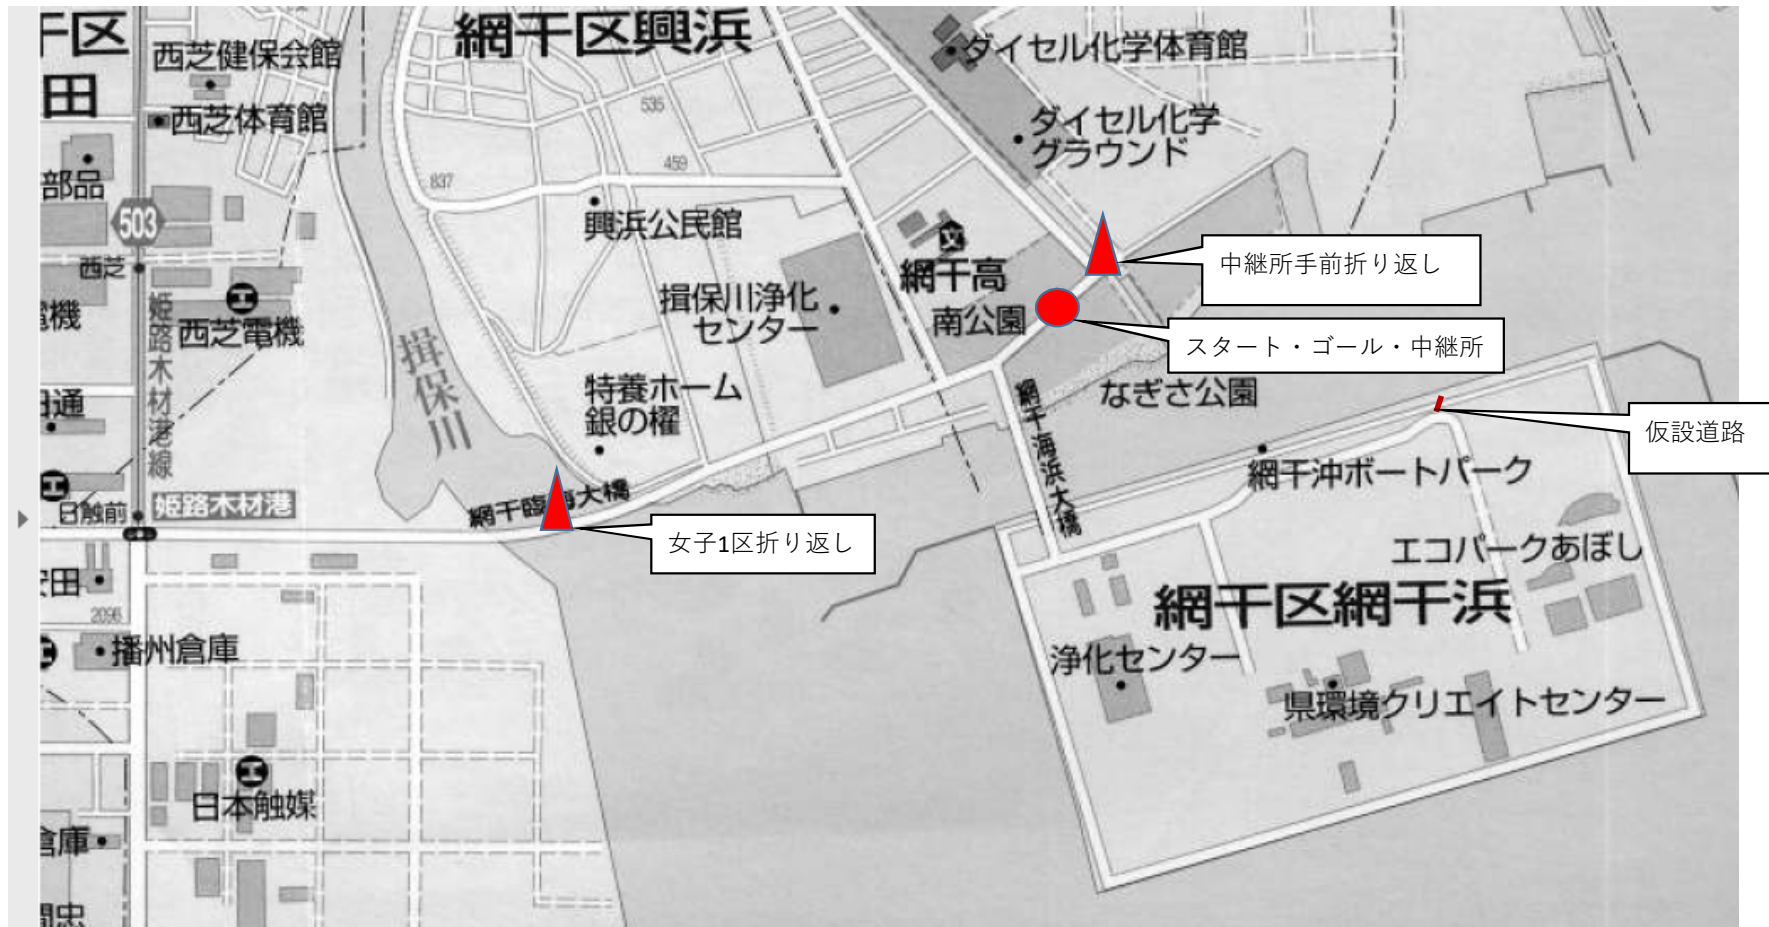 干区
田
西芝健保会館
西芝体育館
網干区興浜
ダイセル化学体育館
ダイセル化学
グラウンド
535
459
837
部品
503
西芝
興浜公民館
網干高
中継所手前折り返し
揖保川浄化
センター
南公園
スタート・ゴール・中継所
西芝電機
姫路木材港線
揖保川
特養ホーム
銀の櫂
なぎさ公園
網干海浜大橋
仮設道路
網干沖ボートパーク
日触前
姫路木材港
女子1区折り返し
エコパークあぼし
安田
2096
播州倉庫
網干区網干浜
浄化センター
県環境クリエイトセンター
日本触媒
倉庫